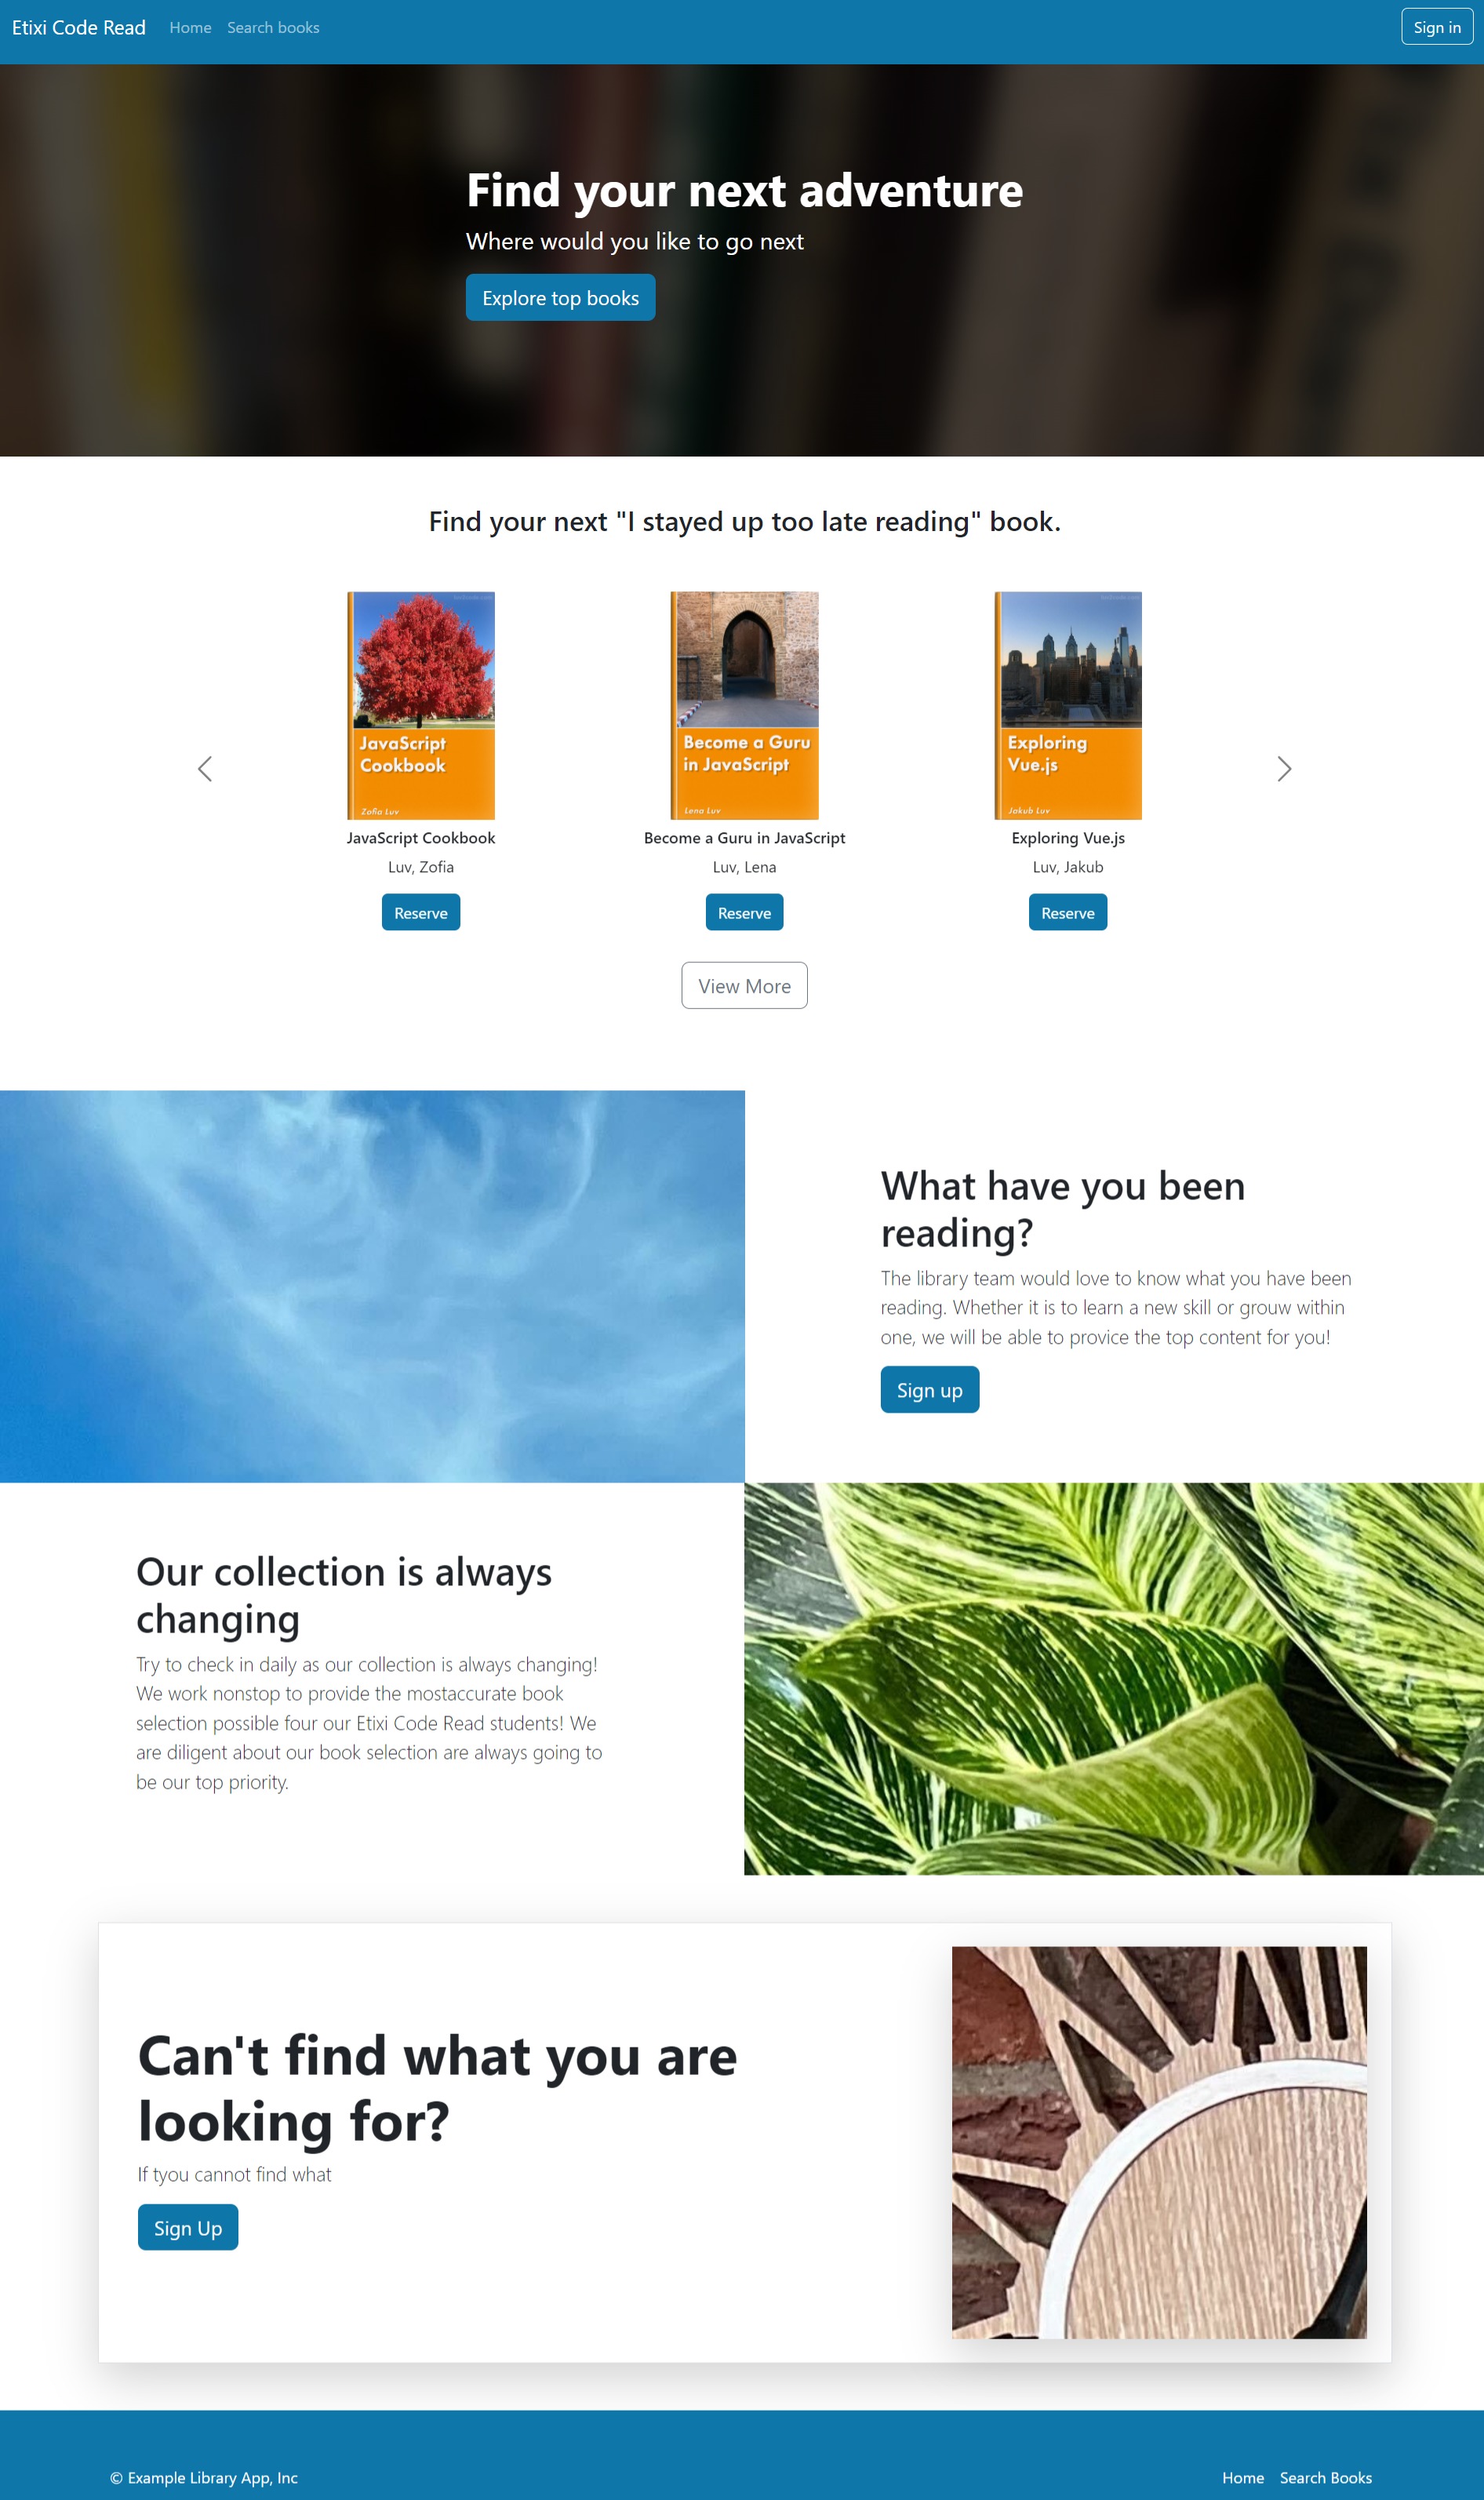 Etixi Code Read Home Search books Sign in
Find your next adventure
Where would you like to go next
Explore top books
Find your next "I stayed up too late reading" book.
JavaScript
Cookbook
Zofia Luv
Become a Guru
in JavaScript
Lena Luv
Exploring
Vue.js
Jakub Luv
JavaScript Cookbook
Luv, Zofia
Reserve
Become a Guru in JavaScript
Luv, Lena
Reserve
Exploring Vue.js
Luv, Jakub
Reserve
View More
What have you been
reading?
The library team would love to know what you have been
reading. Whether it is to learn a new skill or grouw within
one, we will be able to provice the top content for you!
Sign up
Our collection is always
changing
Try to check in daily as our collection is always changing!
We work nonstop to provide the mostaccurate book
selection possible four our Etixi Code Read students! We
are diligent about our book selection are always going to
be our top priority.
Can't find what you are
looking for?
If tyou cannot find what
Sign Up
© Example Library App, Inc Home Search Books